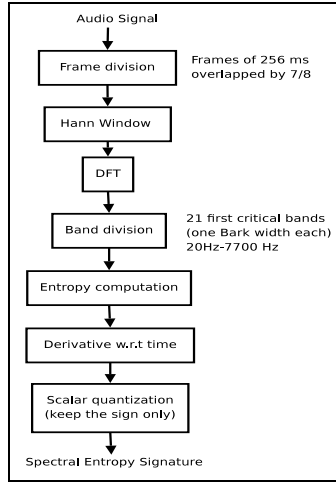 Audio Signal
Frame division
Frames of 256 ms
overlapped by 7/8
Hann Window
DFT
Band division
21 first critical bands
(one Bark width each)
20Hz-7700 Hz
Entropy computation
Derivative w.r.t time
Scalar quantization
(keep the sign only)
Spectral Entropy Signature